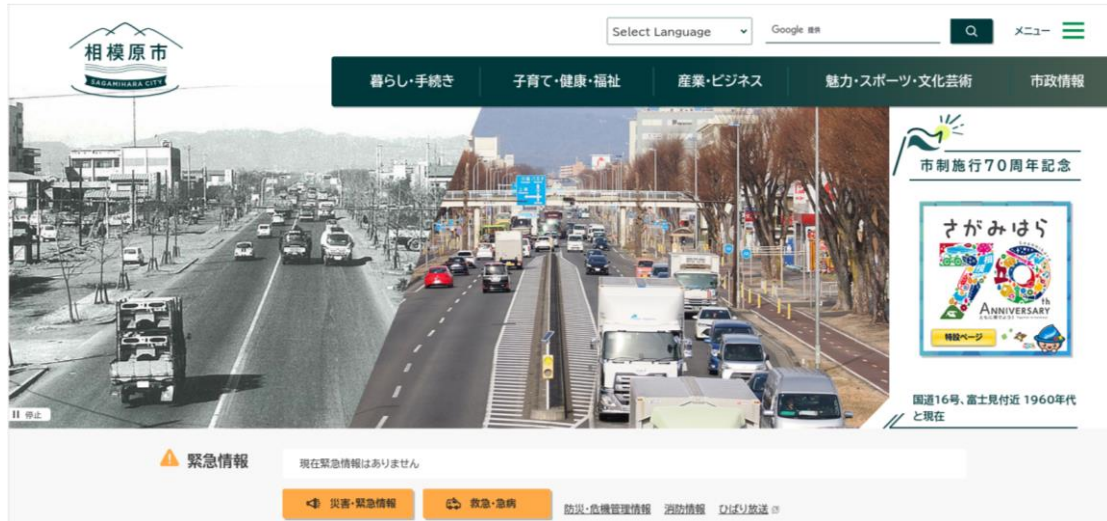 相模原市
SAGAMIHARA CITY
Select Language
Google 提供
メニュー
暮らし・手続き
子育て・健康・福祉
産業・ビジネス
魅力・スポーツ・文化芸術
市政情報
市制施行70周年記念
さがみはら
70th
ANNIVERSARY
特設ページ
国道16号、富士見付近 1960年代
と現在
停止
緊急情報
現在緊急情報はありません
災害・緊急情報
救急・急病
防災・危機管理情報
消防情報
ひばり放送